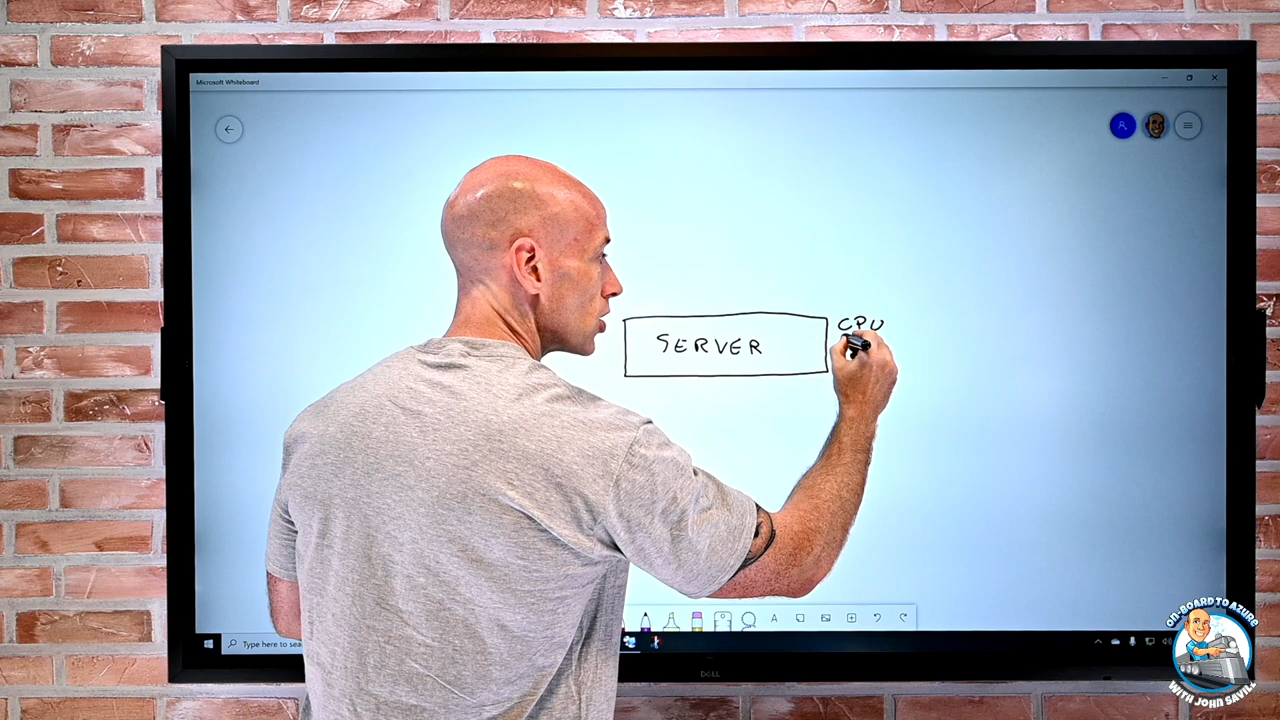 Microsoft Whiteboard
CPU
SERVER
A
Type here to sea
DELL
ON-BOARD TO AZURE
WITH JOHN SAVILL